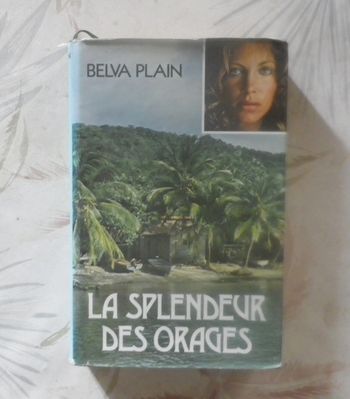 BELVA PLAIN
LA SPLENDEUR
DES ORAGES